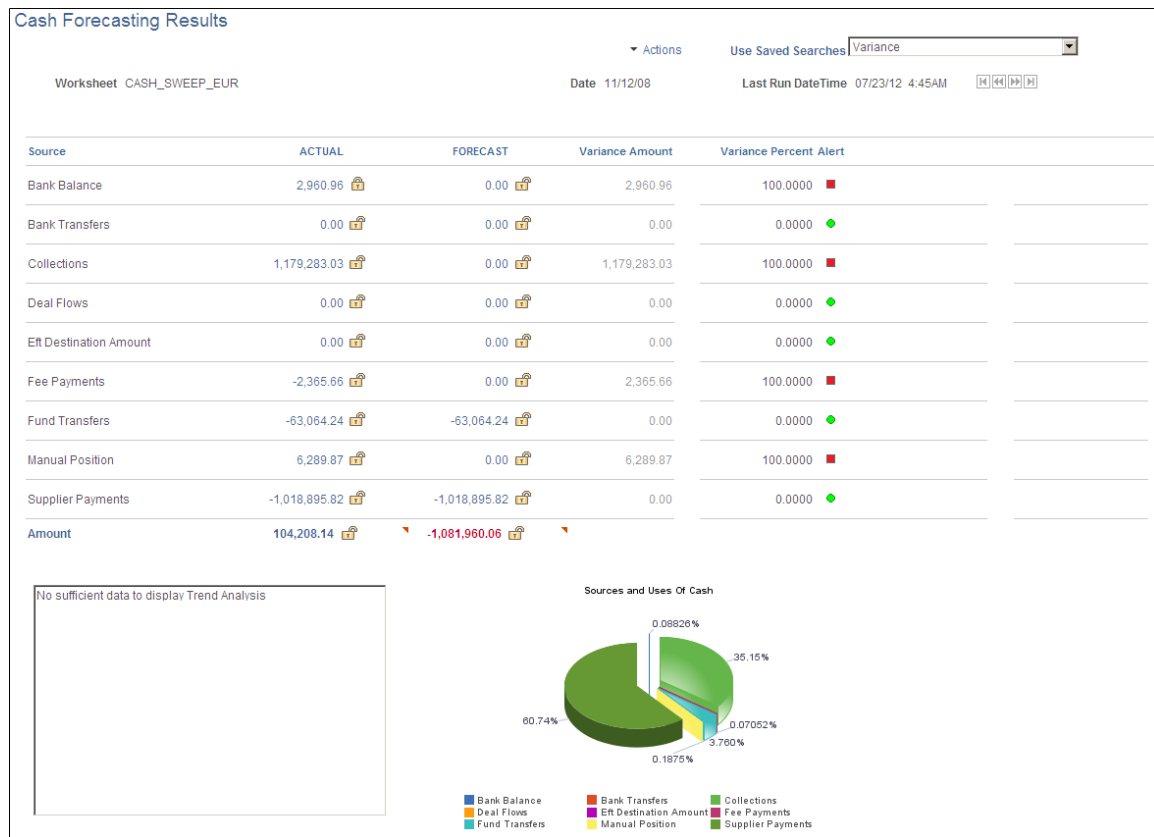 Cash Forecasting Results
Actions Use Saved Searches Variance
Worksheet CASH_SWEEP_EUR Date 11/12/08 Last Run DateTime 07/23/12 4:45AM
Source ACTUAL FORECAST Variance Amount Variance Percent Alert
Bank Balance 2,960.96 0.00 2,960.96 100.0000
Bank Transfers 0.00 0.00 0.00 0.0000
Collections 1,179,283.03 0.00 1,179,283.03 100.0000
Deal Flows 0.00 0.00 0.00 0.0000
Eft Destination Amount 0.00 0.00 0.00 0.0000
Fee Payments -2,365.66 0.00 2,365.66 100.0000
Fund Transfers -63,064.24 -63,064.24 0.00 0.0000
Manual Position 6,289.87 0.00 6,289.87 100.0000
Supplier Payments -1,018,895.82 -1,018,895.82 0.00 0.0000
Amount 104,208.14 -1,081,960.06
No sufficient data to display Trend Analysis
Sources and Uses Of Cash
0.08826%
35.15%
60.74%
0.07052%
3.760%
0.1875%
Bank Balance Bank Transfers Collections
Deal Flows Eft Destination Amount Fee Payments
Fund Transfers Manual Position Supplier Payments